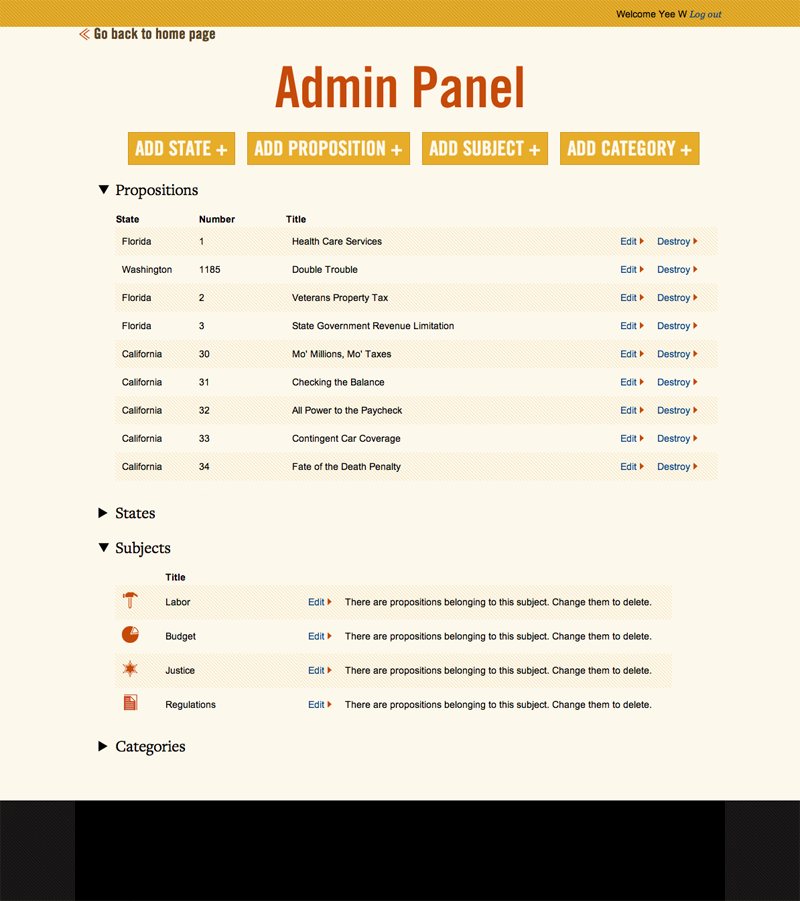 Welcome Yee W Log out
Go back to home page
Admin Panel
ADD STATE + ADD PROPOSITION + ADD SUBJECT + ADD CATEGORY +
Propositions
State Number Title
Florida 1 Health Care Services Edit Destroy
Washington 1185 Double Trouble Edit Destroy
Florida 2 Veterans Property Tax Edit Destroy
Florida 3 State Government Revenue Limitation Edit Destroy
California 30 Mo' Millions, Mo' Taxes Edit Destroy
California 31 Checking the Balance Edit Destroy
California 32 All Power to the Paycheck Edit Destroy
California 33 Contingent Car Coverage Edit Destroy
California 34 Fate of the Death Penalty Edit Destroy
States
Subjects
Title
Labor Edit There are propositions belonging to this subject. Change them to delete.
Budget Edit There are propositions belonging to this subject. Change them to delete.
Justice Edit There are propositions belonging to this subject. Change them to delete.
Regulations Edit There are propositions belonging to this subject. Change them to delete.
Categories